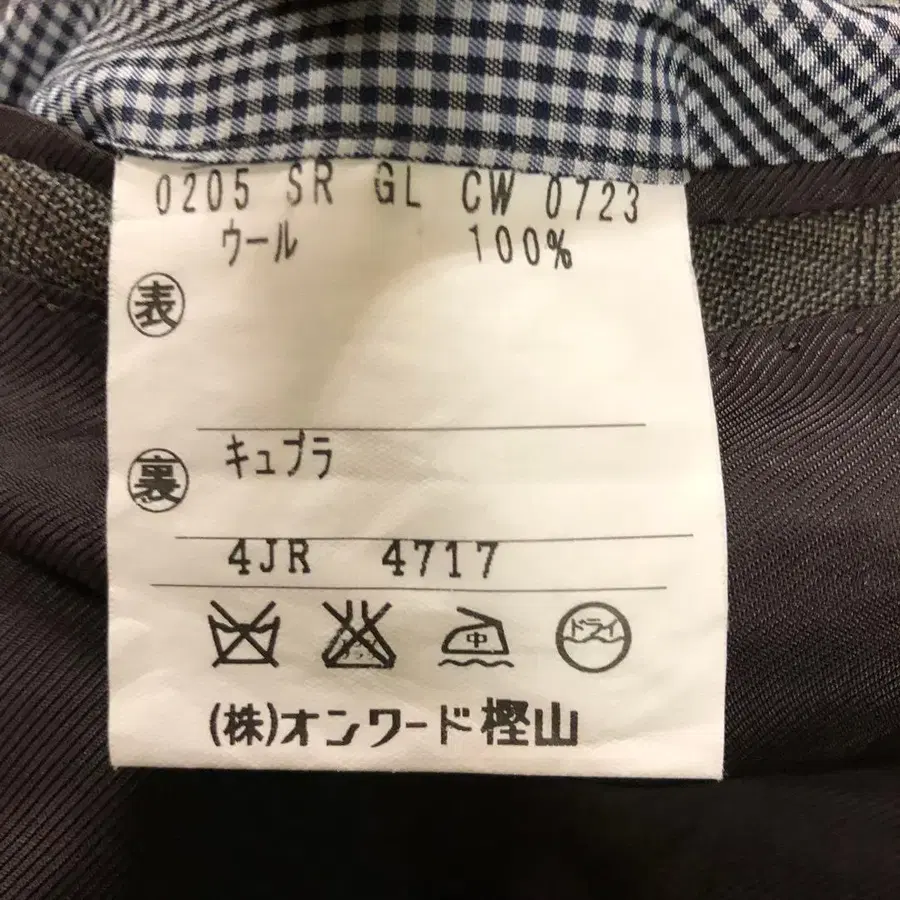 0205 SR GL CW 0723
ウール 100%
表
裏 キュプラ
4JR 4717
中 ドライ
(株)オンワード樫山